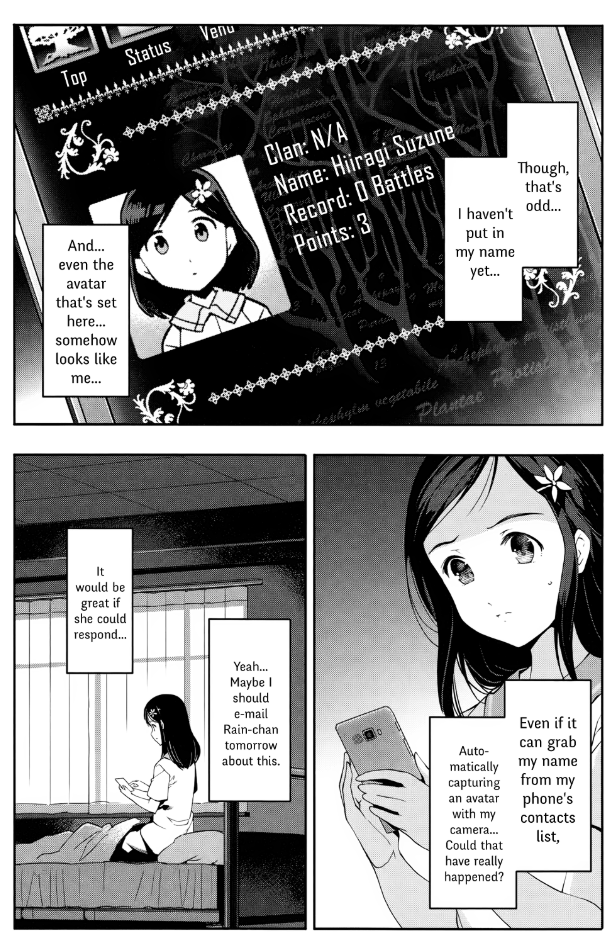 Top
Status
Menu
Clan: N/A
Name: Hiiragi Suzune
Record: 0 Battles
Points: 3
Though,
that's
odd...
I haven't
put in
my name
yet...
And...
even the
avatar
that's set
here...
somehow
looks like
me...
vegetabile
Plantae
Even if it
can grab
my name
from my
phone's
contacts
list,
Auto-
matically
capturing
an avatar
with my
camera...
Could that
have really
happened?
Yeah...
Maybe I
should
e-mail
Rain-chan
tomorrow
about this.
It
would be
great if
she could
respond...